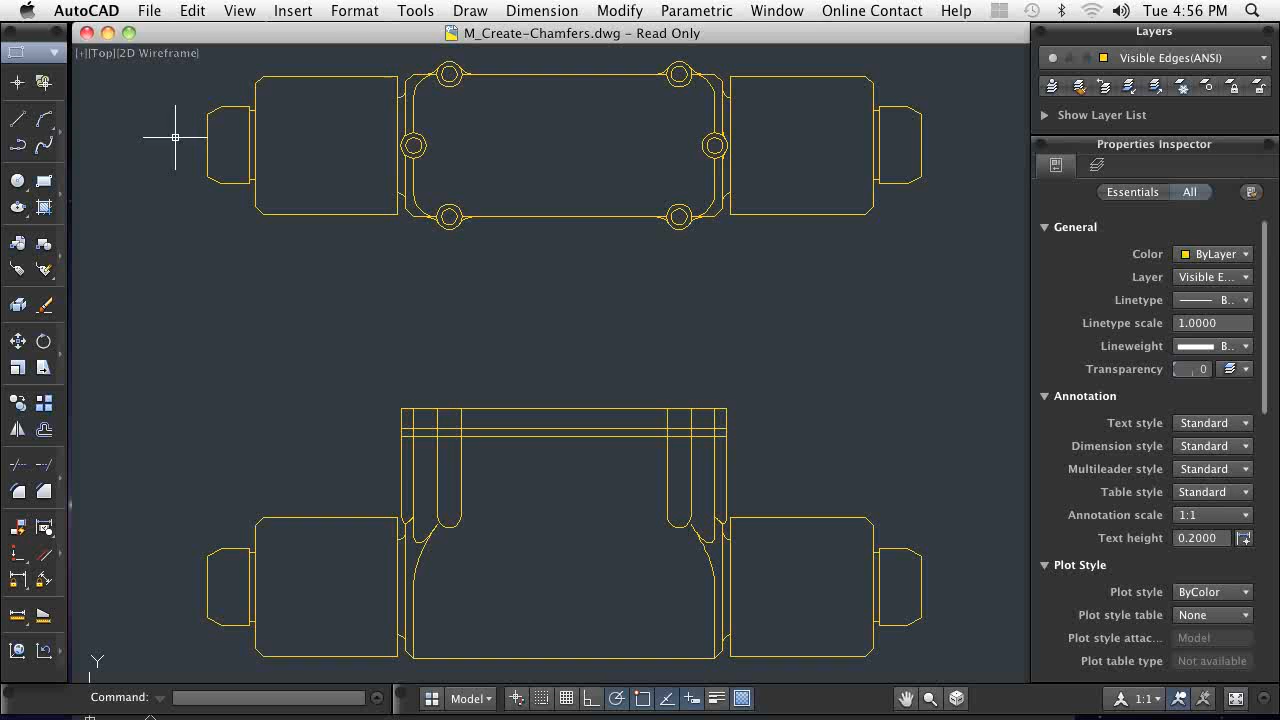 AutoCAD File Edit View Insert Format Tools Draw Dimension Modify Parametric Window Online Contact Help Tue 4:56 PM
M_Create-Chamfers.dwg - Read Only
[+][Top][2D Wireframe]
Layers
Visible Edges(ANSI)
Show Layer List
Properties Inspector
Essentials All
General
Color ByLayer
Layer Visible E...
Linetype B..
Linetype scale 1.0000
Lineweight B..
Transparency 0
Annotation
Text style Standard
Dimension style Standard
Multileader style Standard
Table style Standard
Annotation scale 1:1
Text height 0.2000
Plot Style
Plot style ByColor
Plot style table None
Plot style attac... Model
Plot table type Not available
Y
Command: Model 1:1